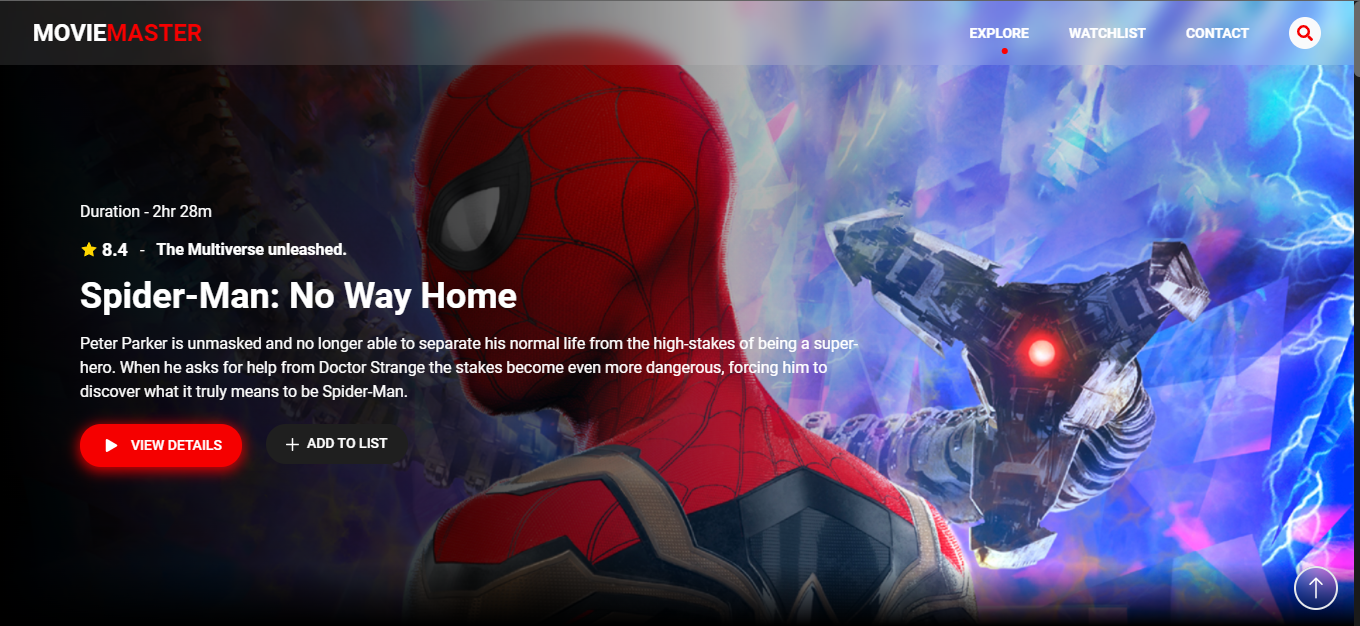 MOVIEMASTER
EXPLORE
WATCHLIST
CONTACT
Duration - 2hr 28m
8.4 - The Multiverse unleashed.
Spider-Man: No Way Home
Peter Parker is unmasked and no longer able to separate his normal life from the high-stakes of being a super-
hero. When he asks for help from Doctor Strange the stakes become even more dangerous, forcing him to
discover what it truly means to be Spider-Man.
VIEW DETAILS
ADD TO LIST